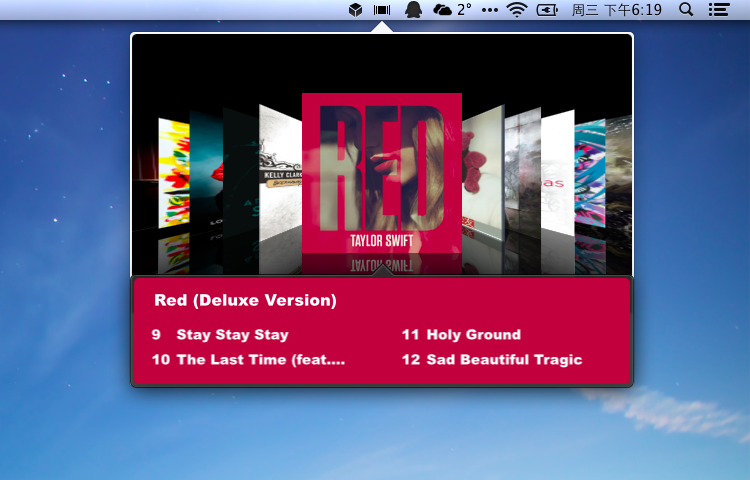 2° 周三 下午6:19
KELLY CLARK
RED
TAYLOR SWIFT
Red (Deluxe Version)
9 Stay Stay Stay
11 Holy Ground
10 The Last Time (feat....
12 Sad Beautiful Tragic